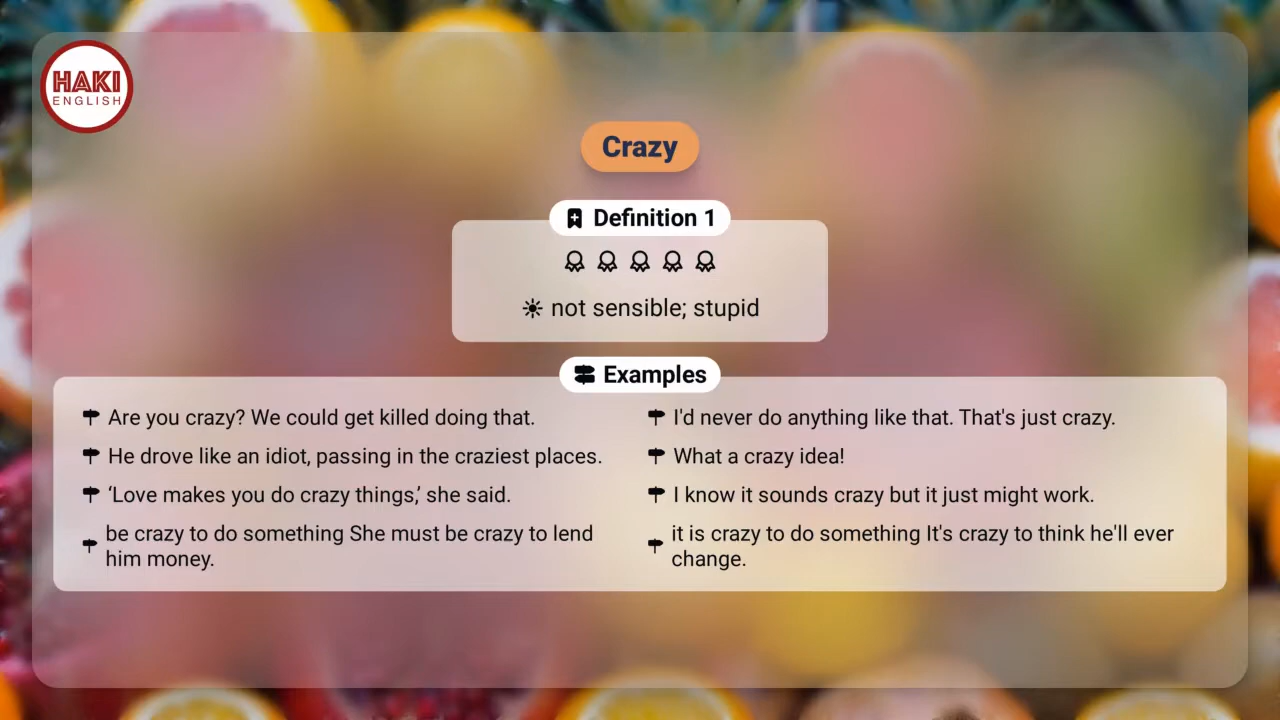 HAKI
ENGLISH
Crazy
Definition 1
not sensible; stupid
Examples
Are you crazy? We could get killed doing that.
He drove like an idiot, passing in the craziest places.
‘Love makes you do crazy things,’ she said.
be crazy to do something She must be crazy to lend
him money.
I'd never do anything like that. That's just crazy.
What a crazy idea!
I know it sounds crazy but it just might work.
it is crazy to do something It's crazy to think he'll ever
change.